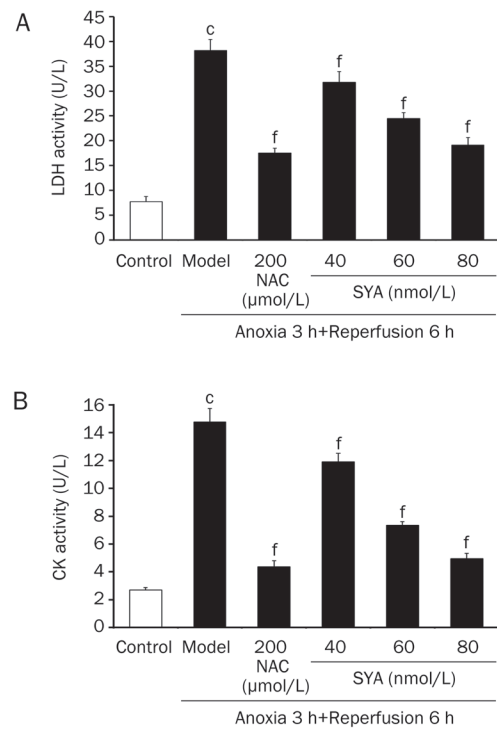 A
LDH activity (U/L)
45
40
35
30
25
20
15
10
5
0
c
f
f
f
f
Control Model 200 40 60 80
NAC
(μmol/L)
SYA (nmol/L)
Anoxia 3 h+Reperfusion 6 h
B
CK activity (U/L)
16
14
12
10
8
6
4
2
0
c
f
f
f
f
Control Model 200 40 60 80
NAC
(μmol/L)
SYA (nmol/L)
Anoxia 3 h+Reperfusion 6 h